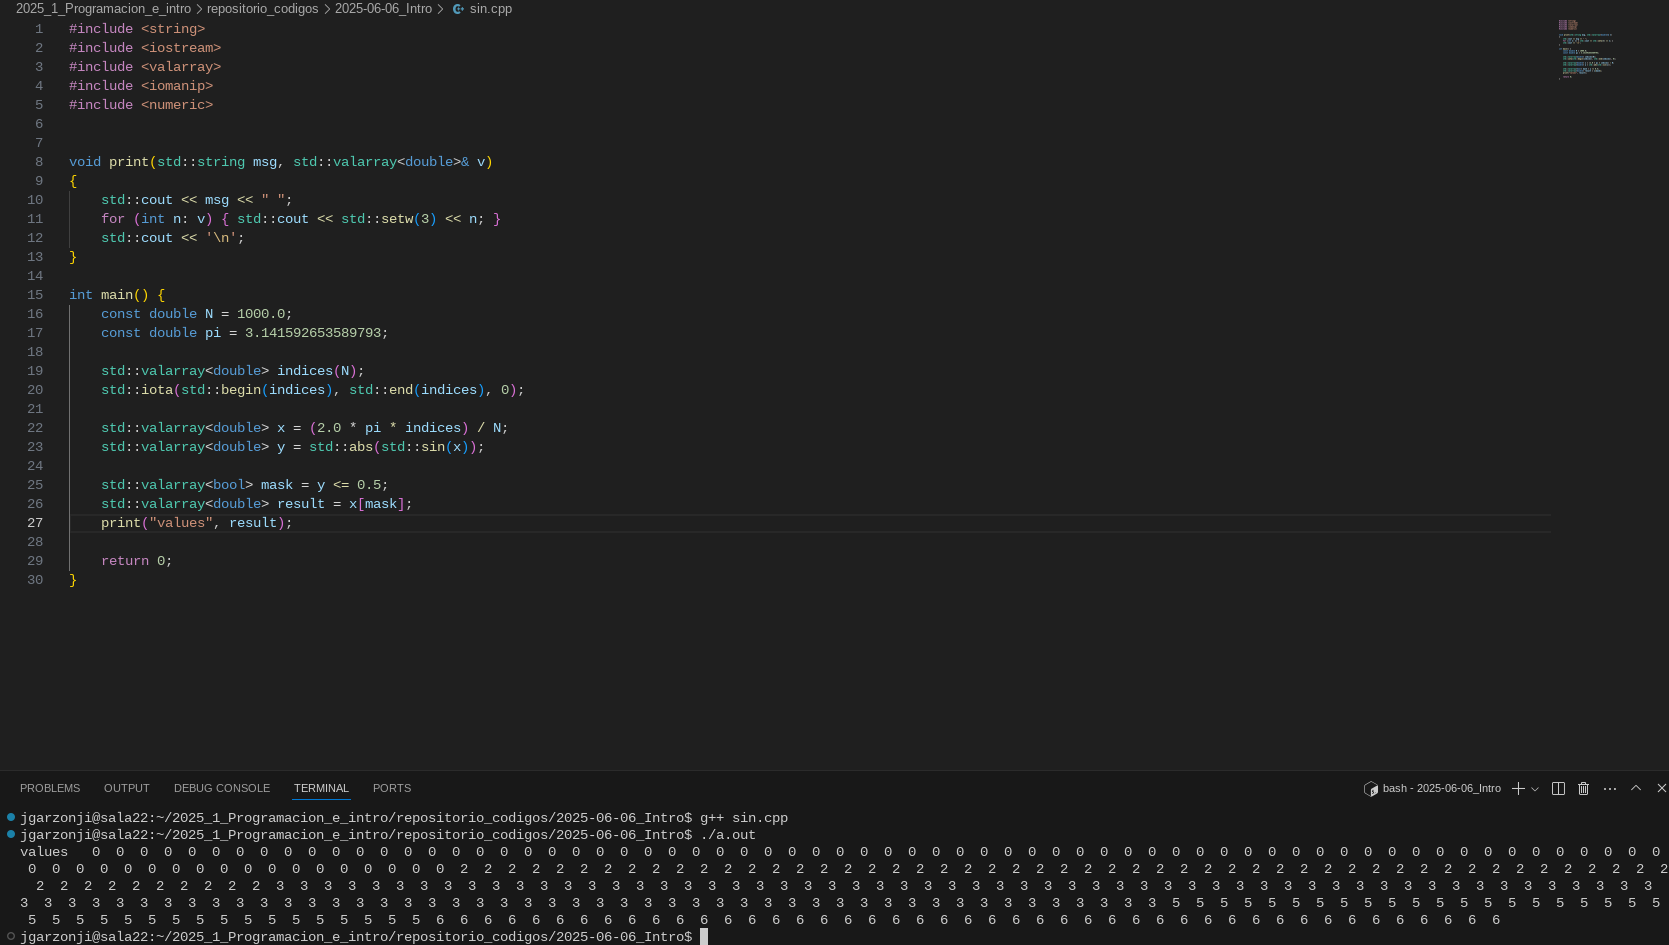 2025_1_Programacion_e_intro > repositorio_codigos > 2025-06-06_Intro > sin.cpp
1 #include <string>
2 #include <iostream>
3 #include <valarray>
4 #include <iomanip>
5 #include <numeric>
6
7
8 void print(std::string msg, std::valarray<double>& v)
9 {
10     std::cout << msg << " ";
11     for (int n: v) { std::cout << std::setw(3) << n; }
12     std::cout << '\n';
13 }
14
15 int main() {
16     const double N = 1000.0;
17     const double pi = 3.141592653589793;
18
19     std::valarray<double> indices(N);
20     std::iota(std::begin(indices), std::end(indices), 0);
21
22     std::valarray<double> x = (2.0 * pi * indices) / N;
23     std::valarray<double> y = std::abs(std::sin(x));
24
25     std::valarray<bool> mask = y <= 0.5;
26     std::valarray<double> result = x[mask];
27     print("values", result);
28
29     return 0;
30 }
PROBLEMS OUTPUT DEBUG CONSOLE TERMINAL PORTS bash - 2025-06-06_Intro
jgarzonji@sala22:~/2025_1_Programacion_e_intro/repositorio_codigos/2025-06-06_Intro$ g++ sin.cpp
jgarzonji@sala22:~/2025_1_Programacion_e_intro/repositorio_codigos/2025-06-06_Intro$ ./a.out
values 0 0 0 0 0 0 0 0 0 0 0 0 0 0 0 0 0 0 0 0 0 0 0 0 0 0 0 0 0 0 0 0 0 0 0 0 0 0 0 0 0 0 0 0 0 0 0 0 0 0 0 0 0 0 0 0 0 0 0 0 0 0 0 0 0 0
0 0 0 0 0 0 0 0 0 0 0 0 0 0 0 0 0 0 2 2 2 2 2 2 2 2 2 2 2 2 2 2 2 2 2 2 2 2 2 2 2 2 2 2 2 2 2 2 2 2 2 2 2 2 2 2 2 2 2 2 2 2 2 2 2 2 2 2 2
2 2 2 2 2 2 2 2 2 2 3 3 3 3 3 3 3 3 3 3 3 3 3 3 3 3 3 3 3 3 3 3 3 3 3 3 3 3 3 3 3 3 3 3 3 3 3 3 3 3 3 3 3 3 3 3 3 3 3 3 3 3 3 3 3 3 3 3
3 3 3 3 3 3 3 3 3 3 3 3 3 3 3 3 3 3 3 3 3 3 3 3 3 3 3 3 3 3 3 3 3 3 3 3 3 3 3 3 3 3 3 3 3 3 3 3 5 5 5 5 5 5 5 5 5 5 5 5 5 5 5 5 5 5 5 5 5
5 5 5 5 5 5 5 5 5 5 5 5 5 5 5 5 5 6 6 6 6 6 6 6 6 6 6 6 6 6 6 6 6 6 6 6 6 6 6 6 6 6 6 6 6 6 6 6 6 6 6 6 6 6 6 6 6 6 6 6 6 6
jgarzonji@sala22:~/2025_1_Programacion_e_intro/repositorio_codigos/2025-06-06_Intro$